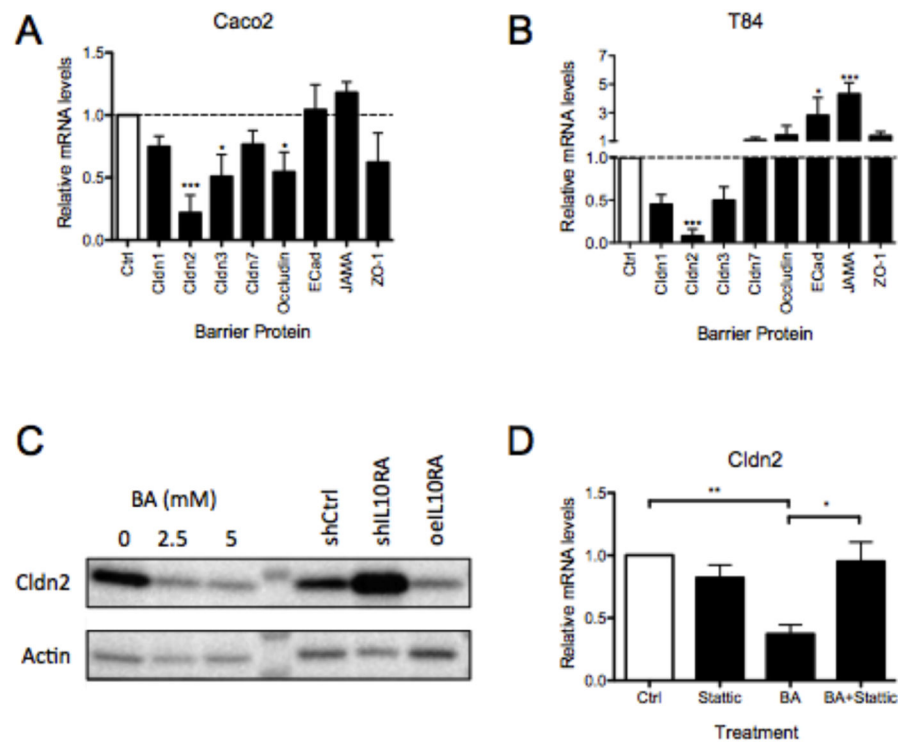 A
Caco2
Relative mRNA levels
1.5
1.0
0.5
0.0
***
*
*
Ctrl
Cldn1
Cldn2
Cldn3
Cldn7
Occludin
ECad
JAMA
ZO-1
Barrier Protein
B
T84
Relative mRNA levels
7
5
3
1
1.0
0.5
0.0
***
*
***
Ctrl
Cldn1
Cldn2
Cldn3
Cldn7
Occludin
ECad
JAMA
ZO-1
Barrier Protein
C
BA (mM)
0 2.5 5 shCtrl shIL10RA oeIL10RA
Cldn2
Actin
D
Cldn2
Relative mRNA levels
1.5
1.0
0.5
0.0
**
*
Ctrl Stattic BA BA+Stattic
Treatment